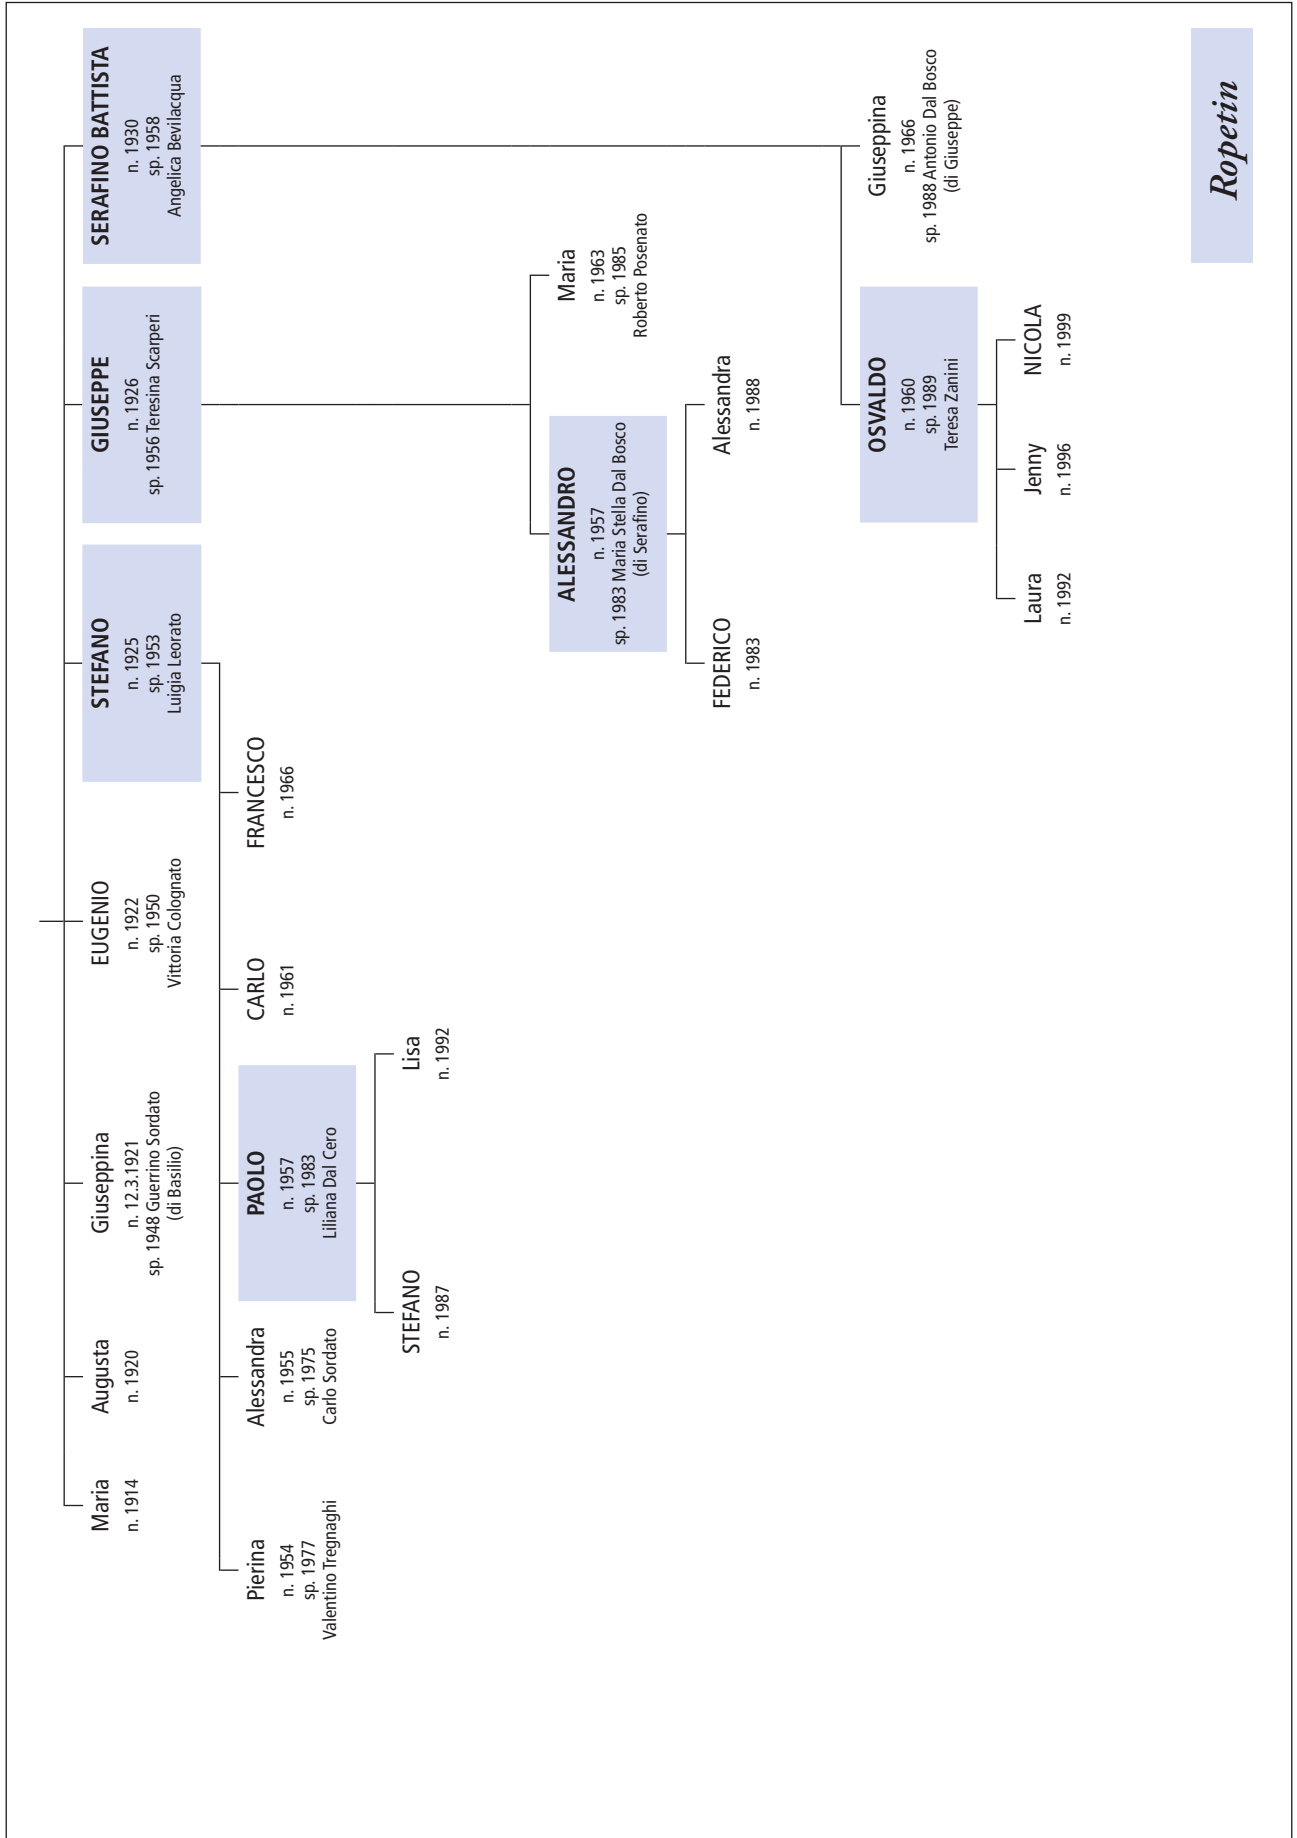 Maria
n. 1914
Augusta
n. 1920
Giuseppina
n. 12.3.1921
sp. 1948 Guerrino Sordato
(di Basilio)
EUGENIO
n. 1922
sp. 1950
Vittoria Colognato
STEFANO
n. 1925
sp. 1953
Luigia Leorato
GIUSEPPE
n. 1926
sp. 1956 Teresina Scarperi
SERAFINO BATTISTA
n. 1930
sp. 1958
Angelica Bevilacqua
Pierina
n. 1954
sp. 1977
Valentino Tregnaghi
Alessandra
n. 1955
sp. 1975
Carlo Sordato
PAOLO
n. 1957
sp. 1983
Liliana Dal Cero
CARLO
n. 1961
FRANCESCO
n. 1966
STEFANO
n. 1987
Lisa
n. 1992
ALESSANDRO
n. 1957
sp. 1983 Maria Stella Dal Bosco
(di Serafino)
Maria
n. 1963
sp. 1985
Roberto Posenato
FEDERICO
n. 1983
Alessandra
n. 1988
OSVALDO
n. 1960
sp. 1989
Teresa Zanini
Giuseppina
n. 1966
sp. 1988 Antonio Dal Bosco
(di Giuseppe)
Laura
n. 1992
Jenny
n. 1996
NICOLA
n. 1999
Ropetin